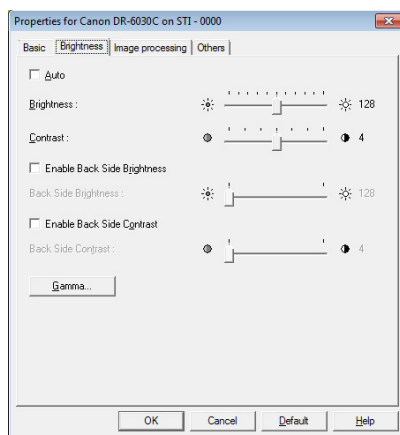 Properties for Canon DR-6030C on STI - 0000
Basic Brightness Image processing Others
Auto
Brightness : 128
Contrast : 4
Enable Back Side Brightness
Back Side Brightness : 128
Enable Back Side Contrast
Back Side Contrast : 4
Gamma...
OK Cancel Default Help